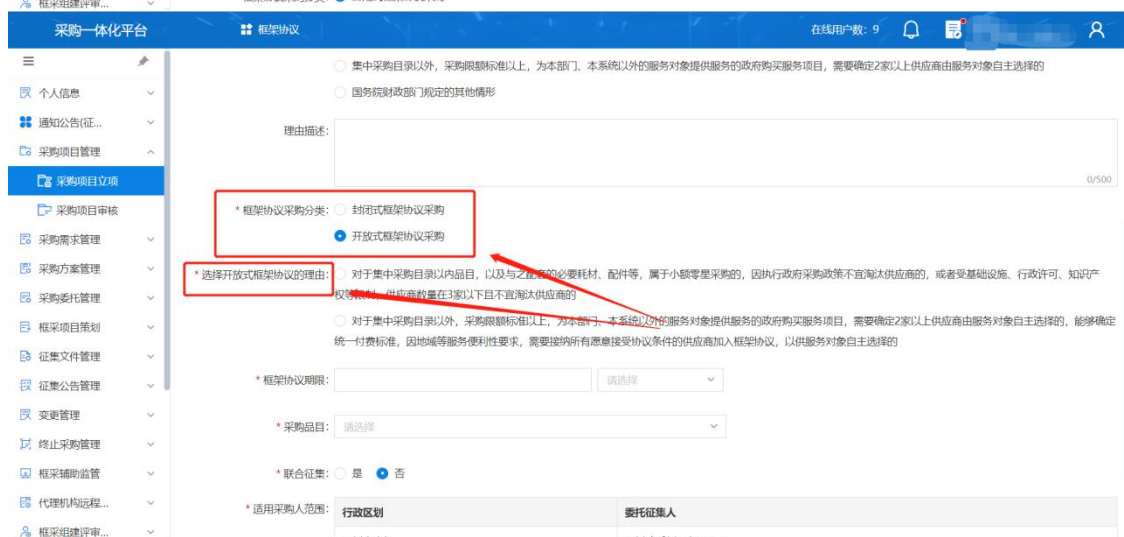 框采组建评审...
采购一体化平台
框架协议
在线用户数: 9
集中采购目录以外，采购限额标准以上，为本部门、本系统以外的服务对象提供服务的政府购买服务项目，需要确定2家以上供应商由服务对象自主选择的
个人信息
国务院财政部门规定的其他情形
通知公告(征...
理由描述:
采购项目管理
0/500
采购项目立项
采购项目审核
* 框架协议采购分类:
封闭式框架协议采购
开放式框架协议采购
采购需求管理
采购方案管理
* 选择开放式框架协议的理由:
对于集中采购目录以内品目，以及与之配套的必要耗材、配件等，属于小额零星采购的，因执行政府采购政策不宜淘汰供应商的，或者受基础设施、行政许可、知识产
权等限制，供应商数量在3家以下且不宜淘汰供应商的
采购委托管理
对于集中采购目录以外，采购限额标准以上，为本部门、本系统以外的服务对象提供服务的政府购买服务项目，需要确定2家以上供应商由服务对象自主选择的，能够确定
统一付费标准，因地域等服务便利性要求，需要接纳所有愿意接受协议条件的供应商加入框架协议，以供服务对象自主选择的
框采项目策划
征集文件管理
* 框架协议期限:
请选择
征集公告管理
变更管理
* 采购品目:
请选择
终止采购管理
框采辅助监管
* 联合征集:
是
否
代理机构远程...
* 适用采购人范围:
行政区划
委托征集人
框采组建评审...